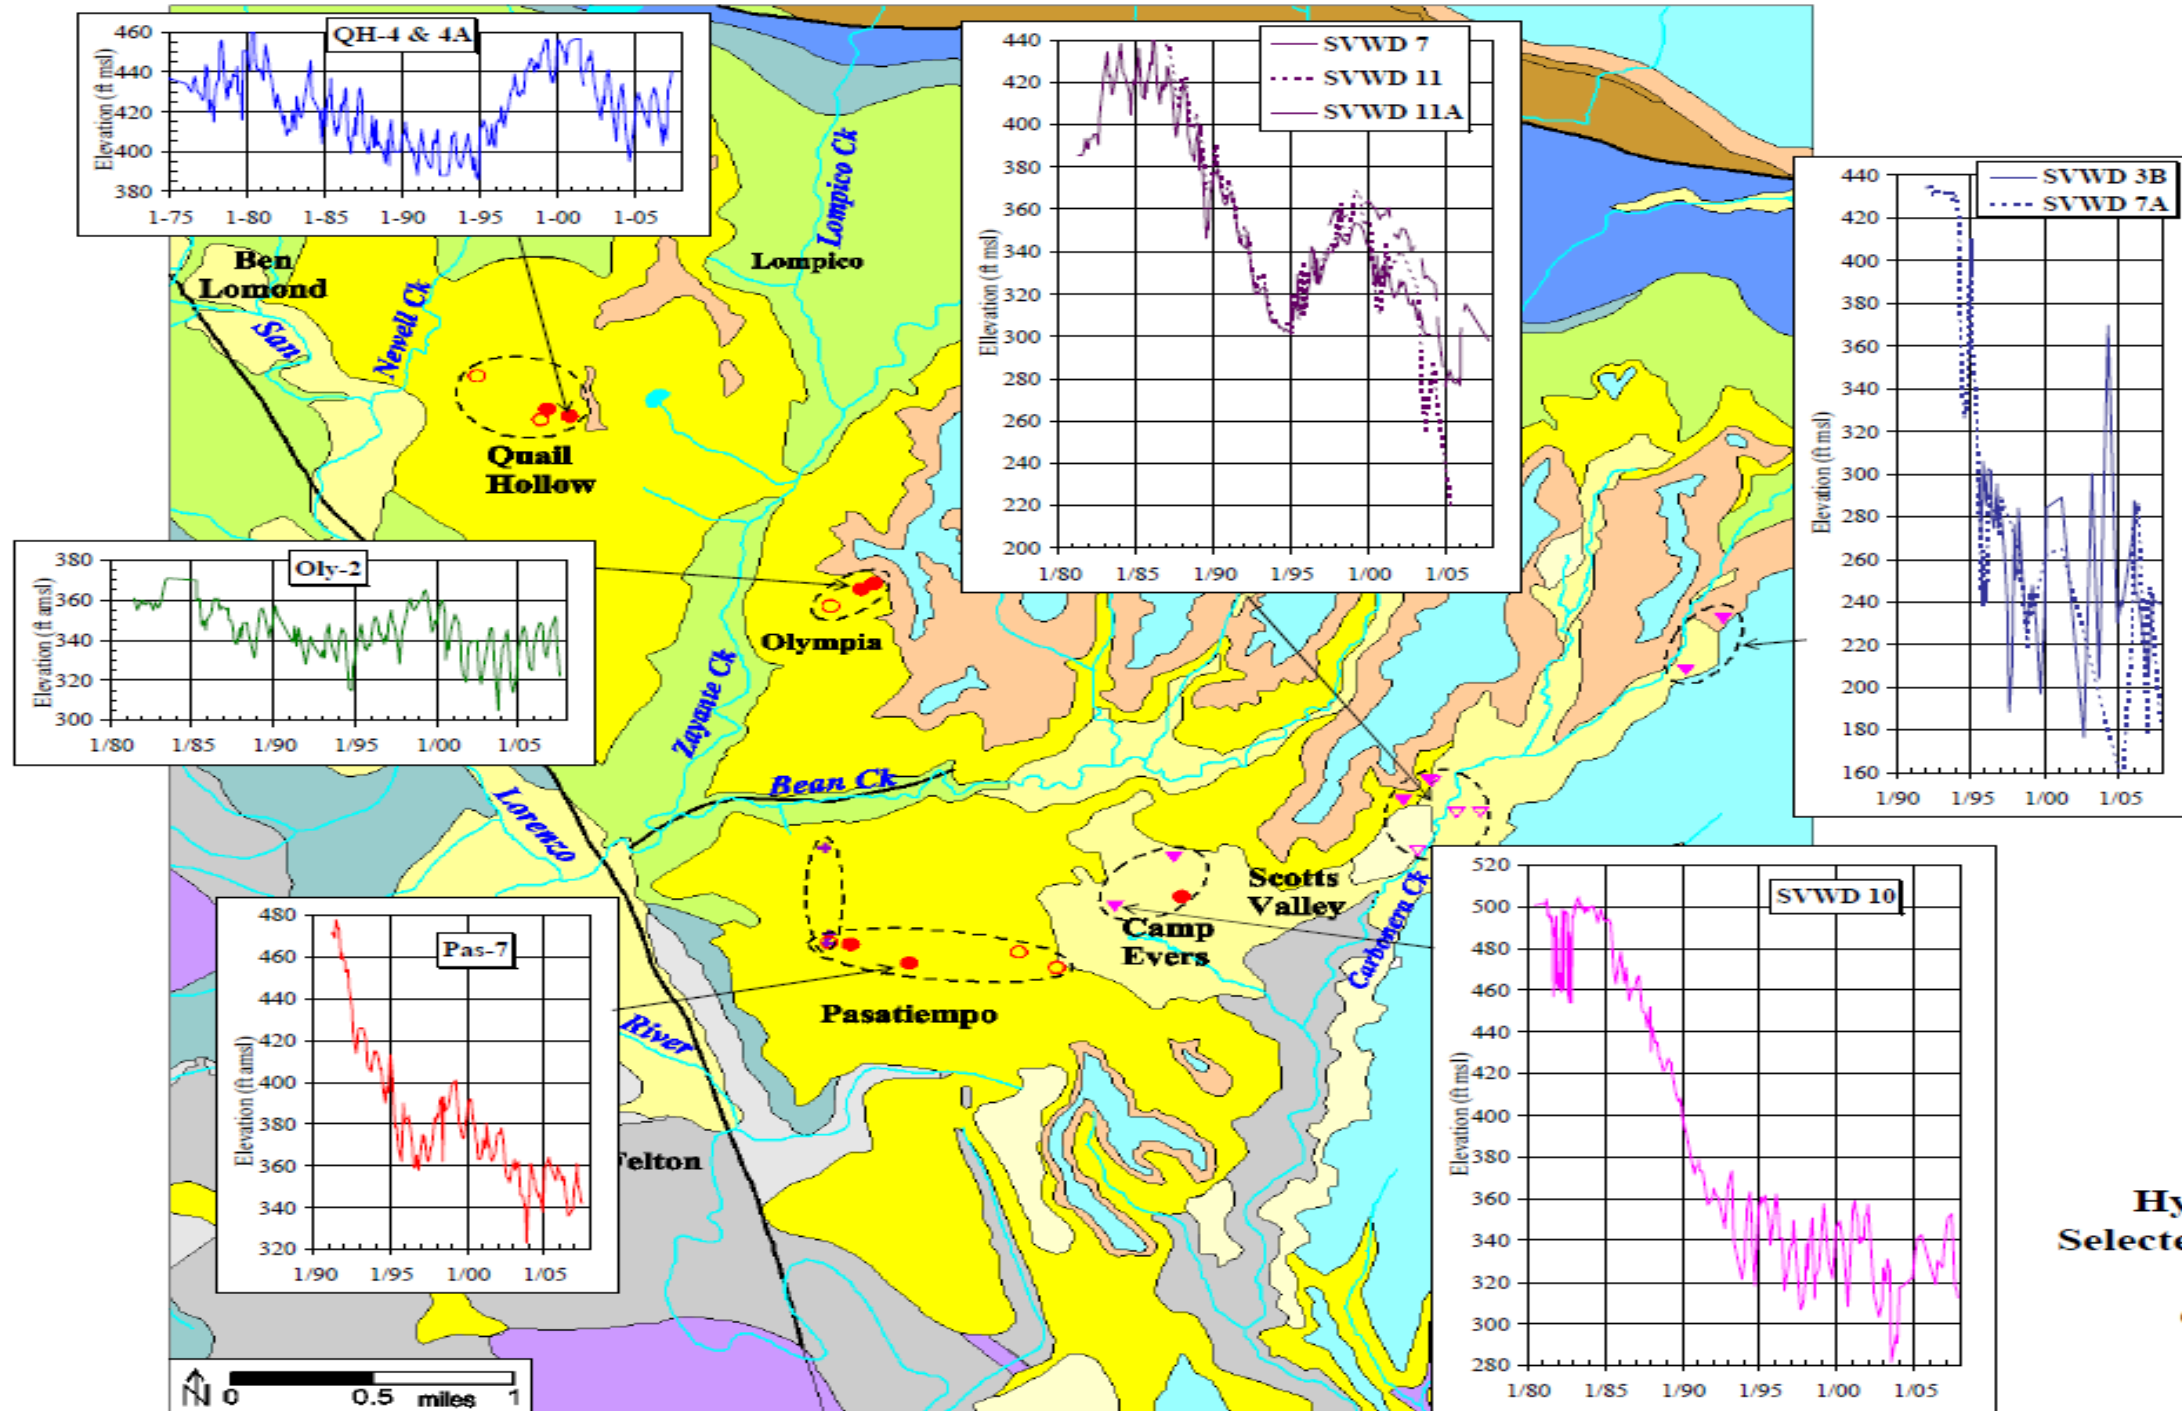 QH-4 & 4A
Elevation (ft msl)
460
440
420
400
380
1-75 1-80 1-85 1-90 1-95 1-00 1-05
SVWD 7
SVWD 11
SVWD 11A
Ellevation (ft msl)
440
420
400
380
360
340
320
300
280
260
240
220
200
1/80 1/85 1/90 1/95 1/00 1/05
SVWD 3B
SVWD 7A
Elevation (ft msl)
440
420
400
380
360
340
320
300
280
260
240
220
200
180
160
1/90 1/95 1/00 1/05
Ben
Lomond
San
Newell Ck
Lompico
Lompico Ck
Quail
Hollow
Oly-2
Elevation (ft amsl)
380
360
340
320
300
1/80 1/85 1/90 1/95 1/00 1/05
Olympia
Zayante Ck
Bean Ck
Lorenzo
Scotts
Valley
Camp
Evers
Carbonera Ck
Pasatiempo
River
Felton
Pas-7
Elevation (ft amsl)
480
460
440
420
400
380
360
340
320
1/90 1/95 1/00 1/05
SVWD 10
Elevation (ft msl)
520
500
480
460
440
420
400
380
360
340
320
300
280
1/80 1/85 1/90 1/95 1/00 1/05
Hy
Selecte
N 0 0.5 miles 1